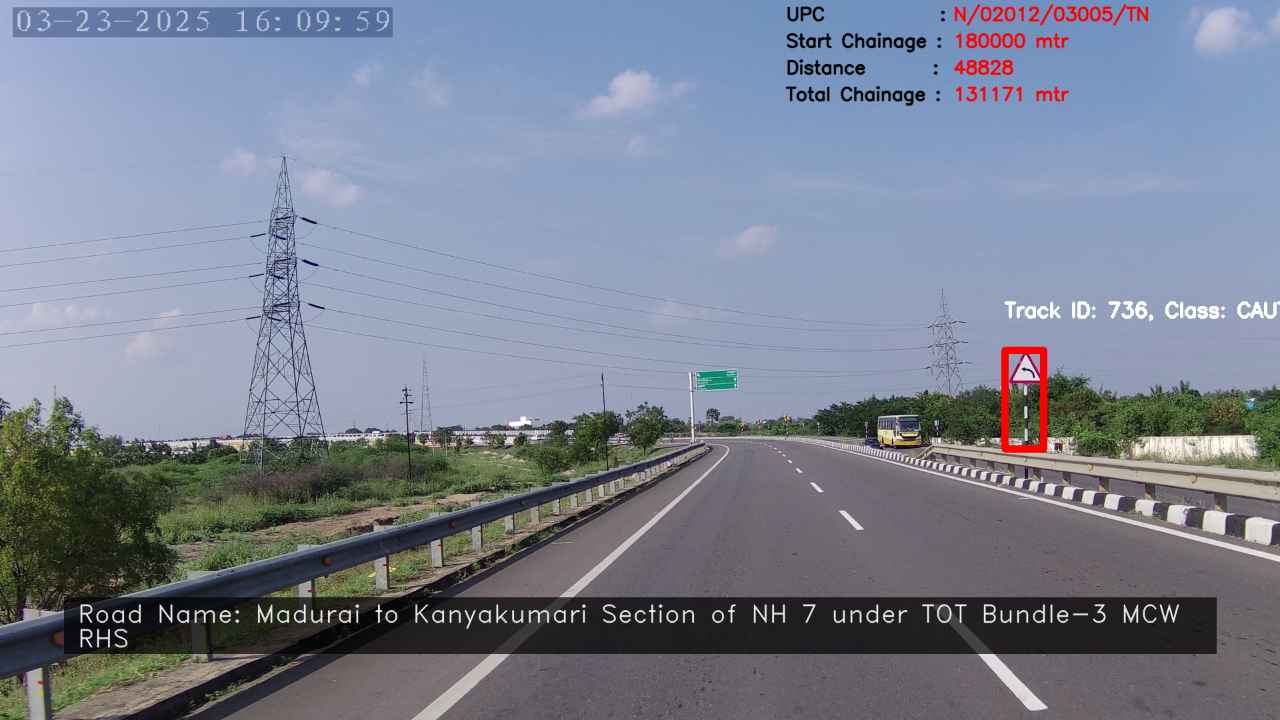 03-23-2025 16:09:59
UPC : N/02012/03005/TN
Start Chainage : 180000 mtr
Distance : 48828
Total Chainage : 131171 mtr
Track ID: 736, Class: CAUT
Road Name: Madurai to Kanyakumari Section of NH 7 under TOT Bundle-3 MCW
RHS